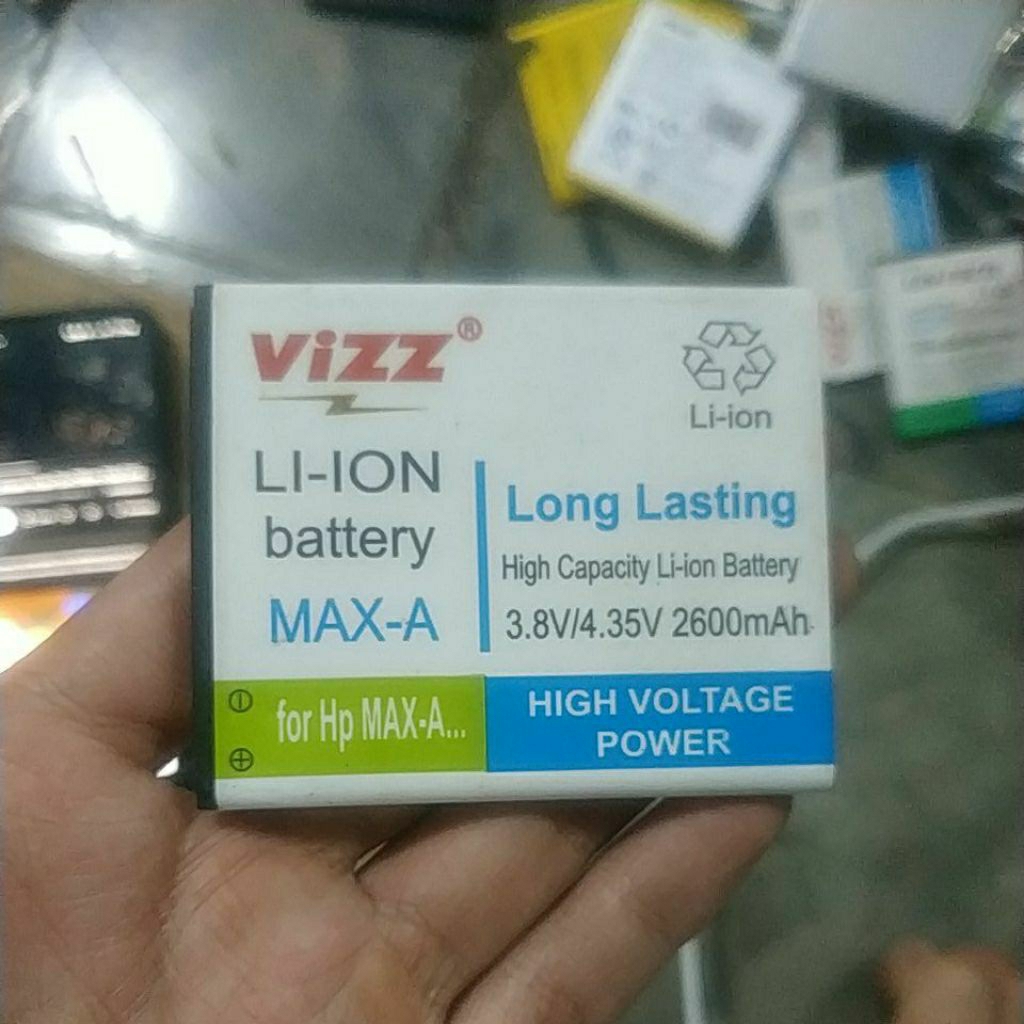 ViZZ®
LI-ION
battery
MAX-A
Li-ion
Long Lasting
High Capacity Li-ion Battery
3.8V/4.35V 2600mAh
for Hp MAX-A...
HIGH VOLTAGE
POWER